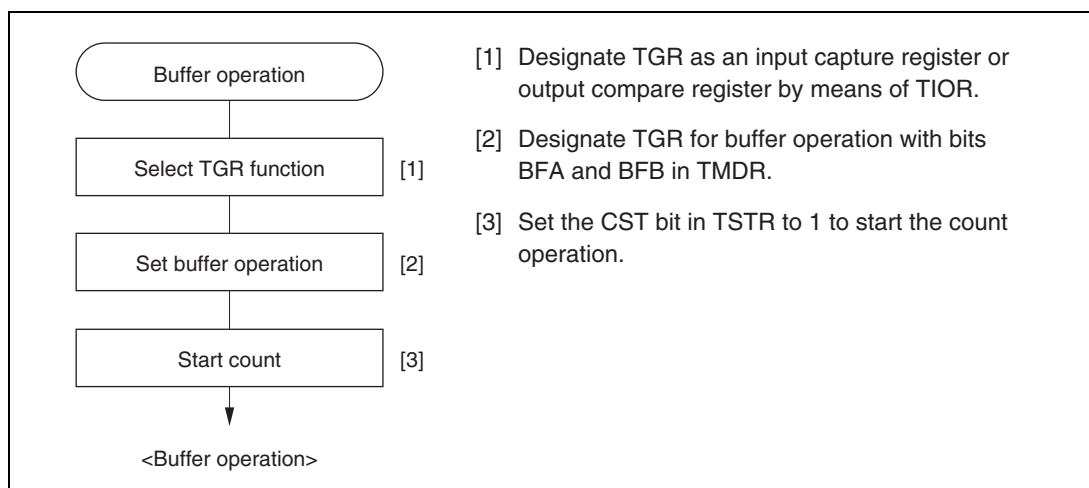 Buffer operation
Select TGR function
[1]
Set buffer operation
[2]
Start count
[3]
<Buffer operation>
[1] Designate TGR as an input capture register or
output compare register by means of TIOR.
[2] Designate TGR for buffer operation with bits
BFA and BFB in TMDR.
[3] Set the CST bit in TSTR to 1 to start the count
operation.